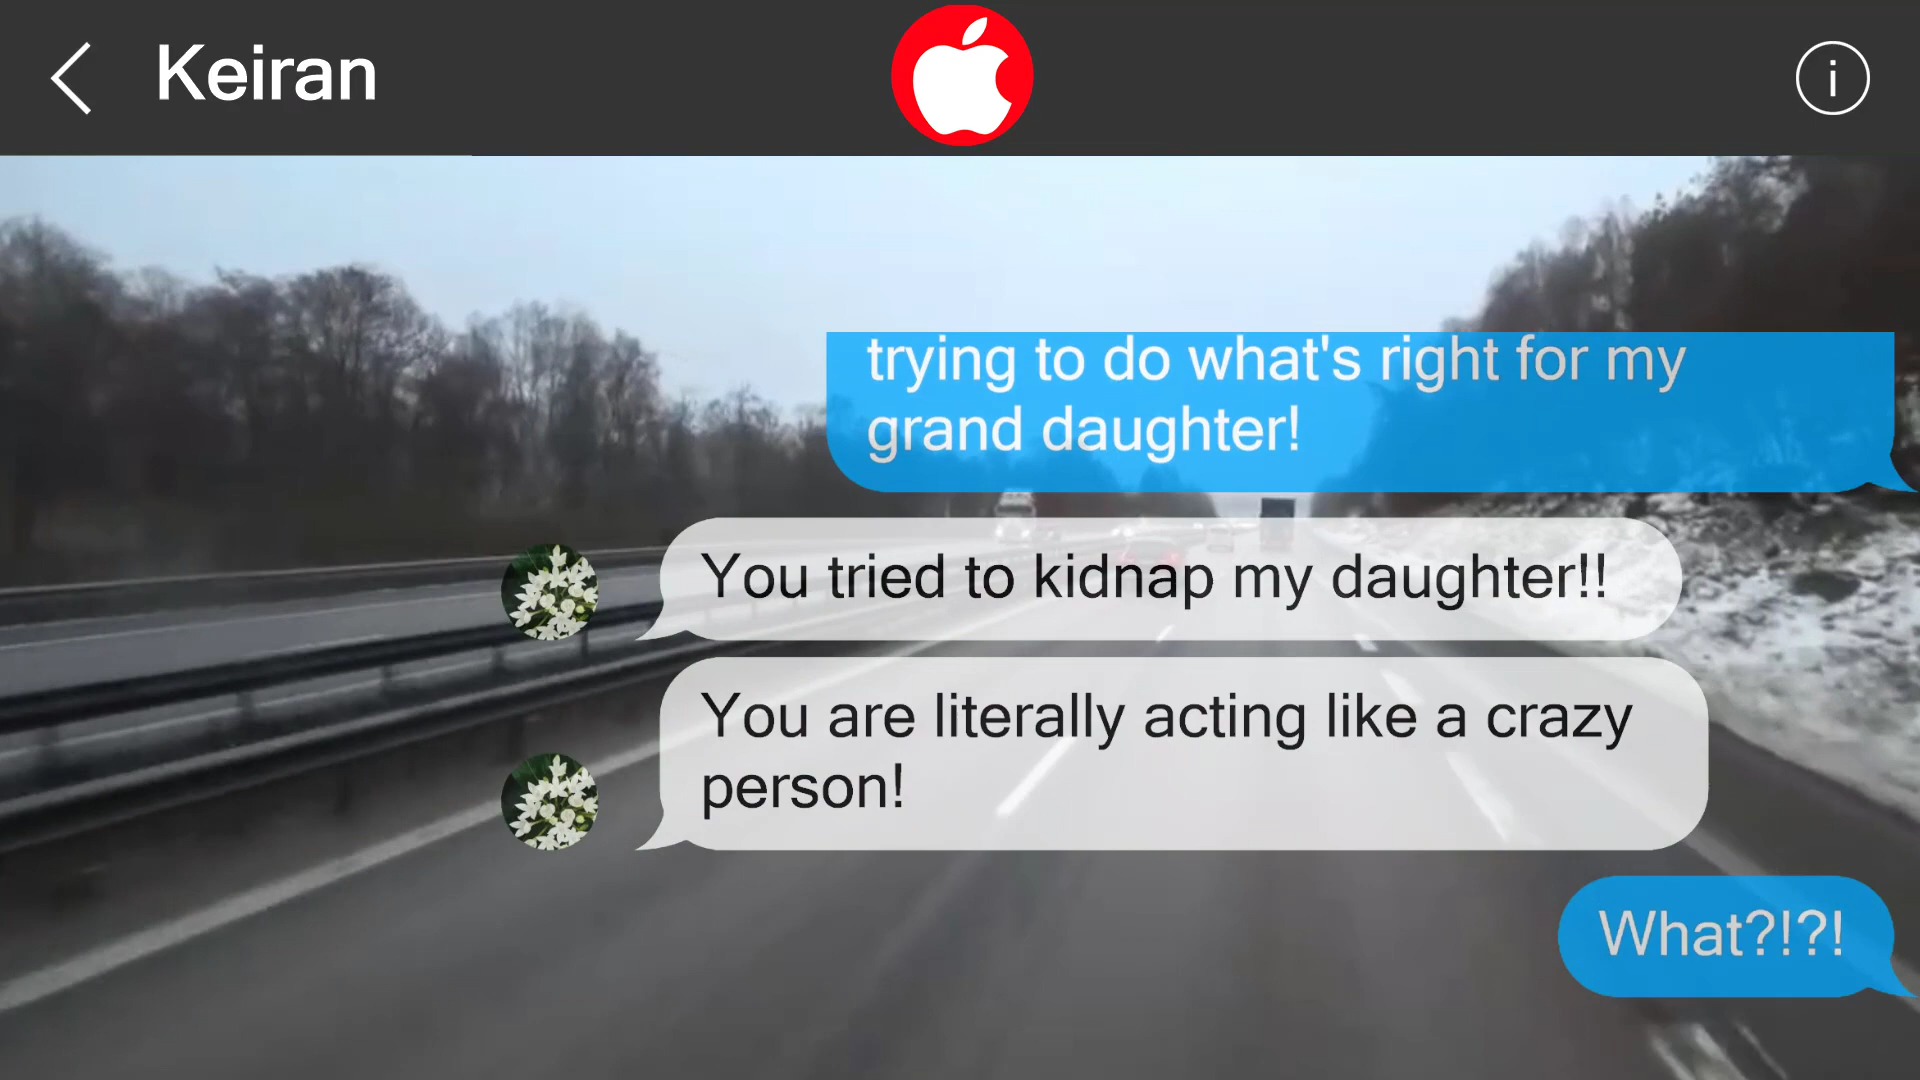 Keiran
i
trying to do what's right for my
grand daughter!
You tried to kidnap my daughter!!
You are literally acting like a crazy
person!
What?!?!